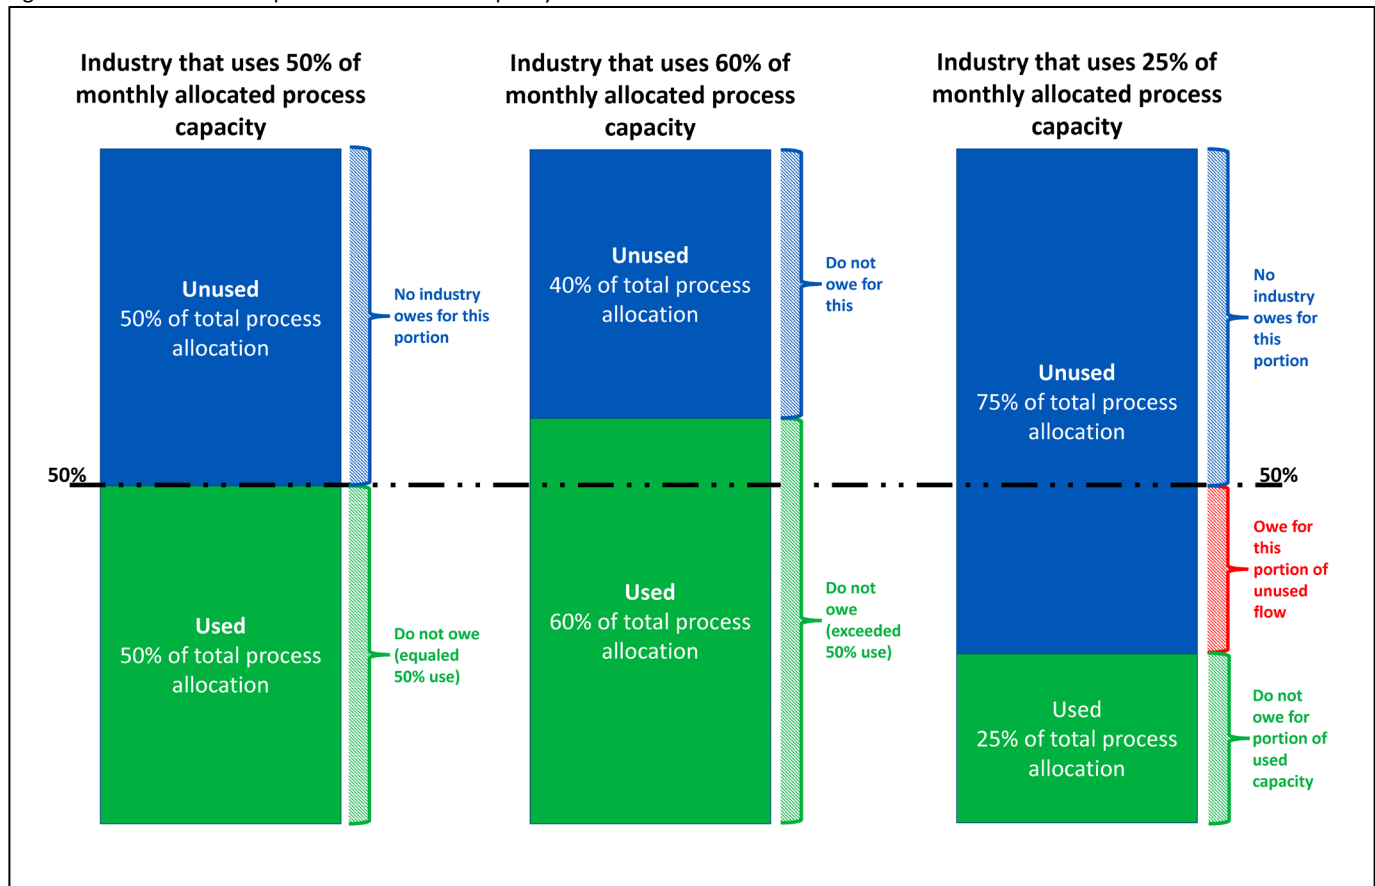 Industry that uses 50% of
monthly allocated process
capacity
Unused
50% of total process
allocation
No industry
owes for this
portion
50%
Used
50% of total process
allocation
Do not owe
(equaled
50% use)
Industry that uses 60% of
monthly allocated process
capacity
Unused
40% of total process
allocation
Do not
owe for
this
Used
60% of total process
allocation
Do not
owe
(exceeded
50% use)
Industry that uses 25% of
monthly allocated process
capacity
Unused
75% of total process
allocation
No
industry
owes for
this
portion
50%
Owe for
this
portion of
unused
flow
Used
25% of total process
allocation
Do not
owe for
portion of
used
capacity